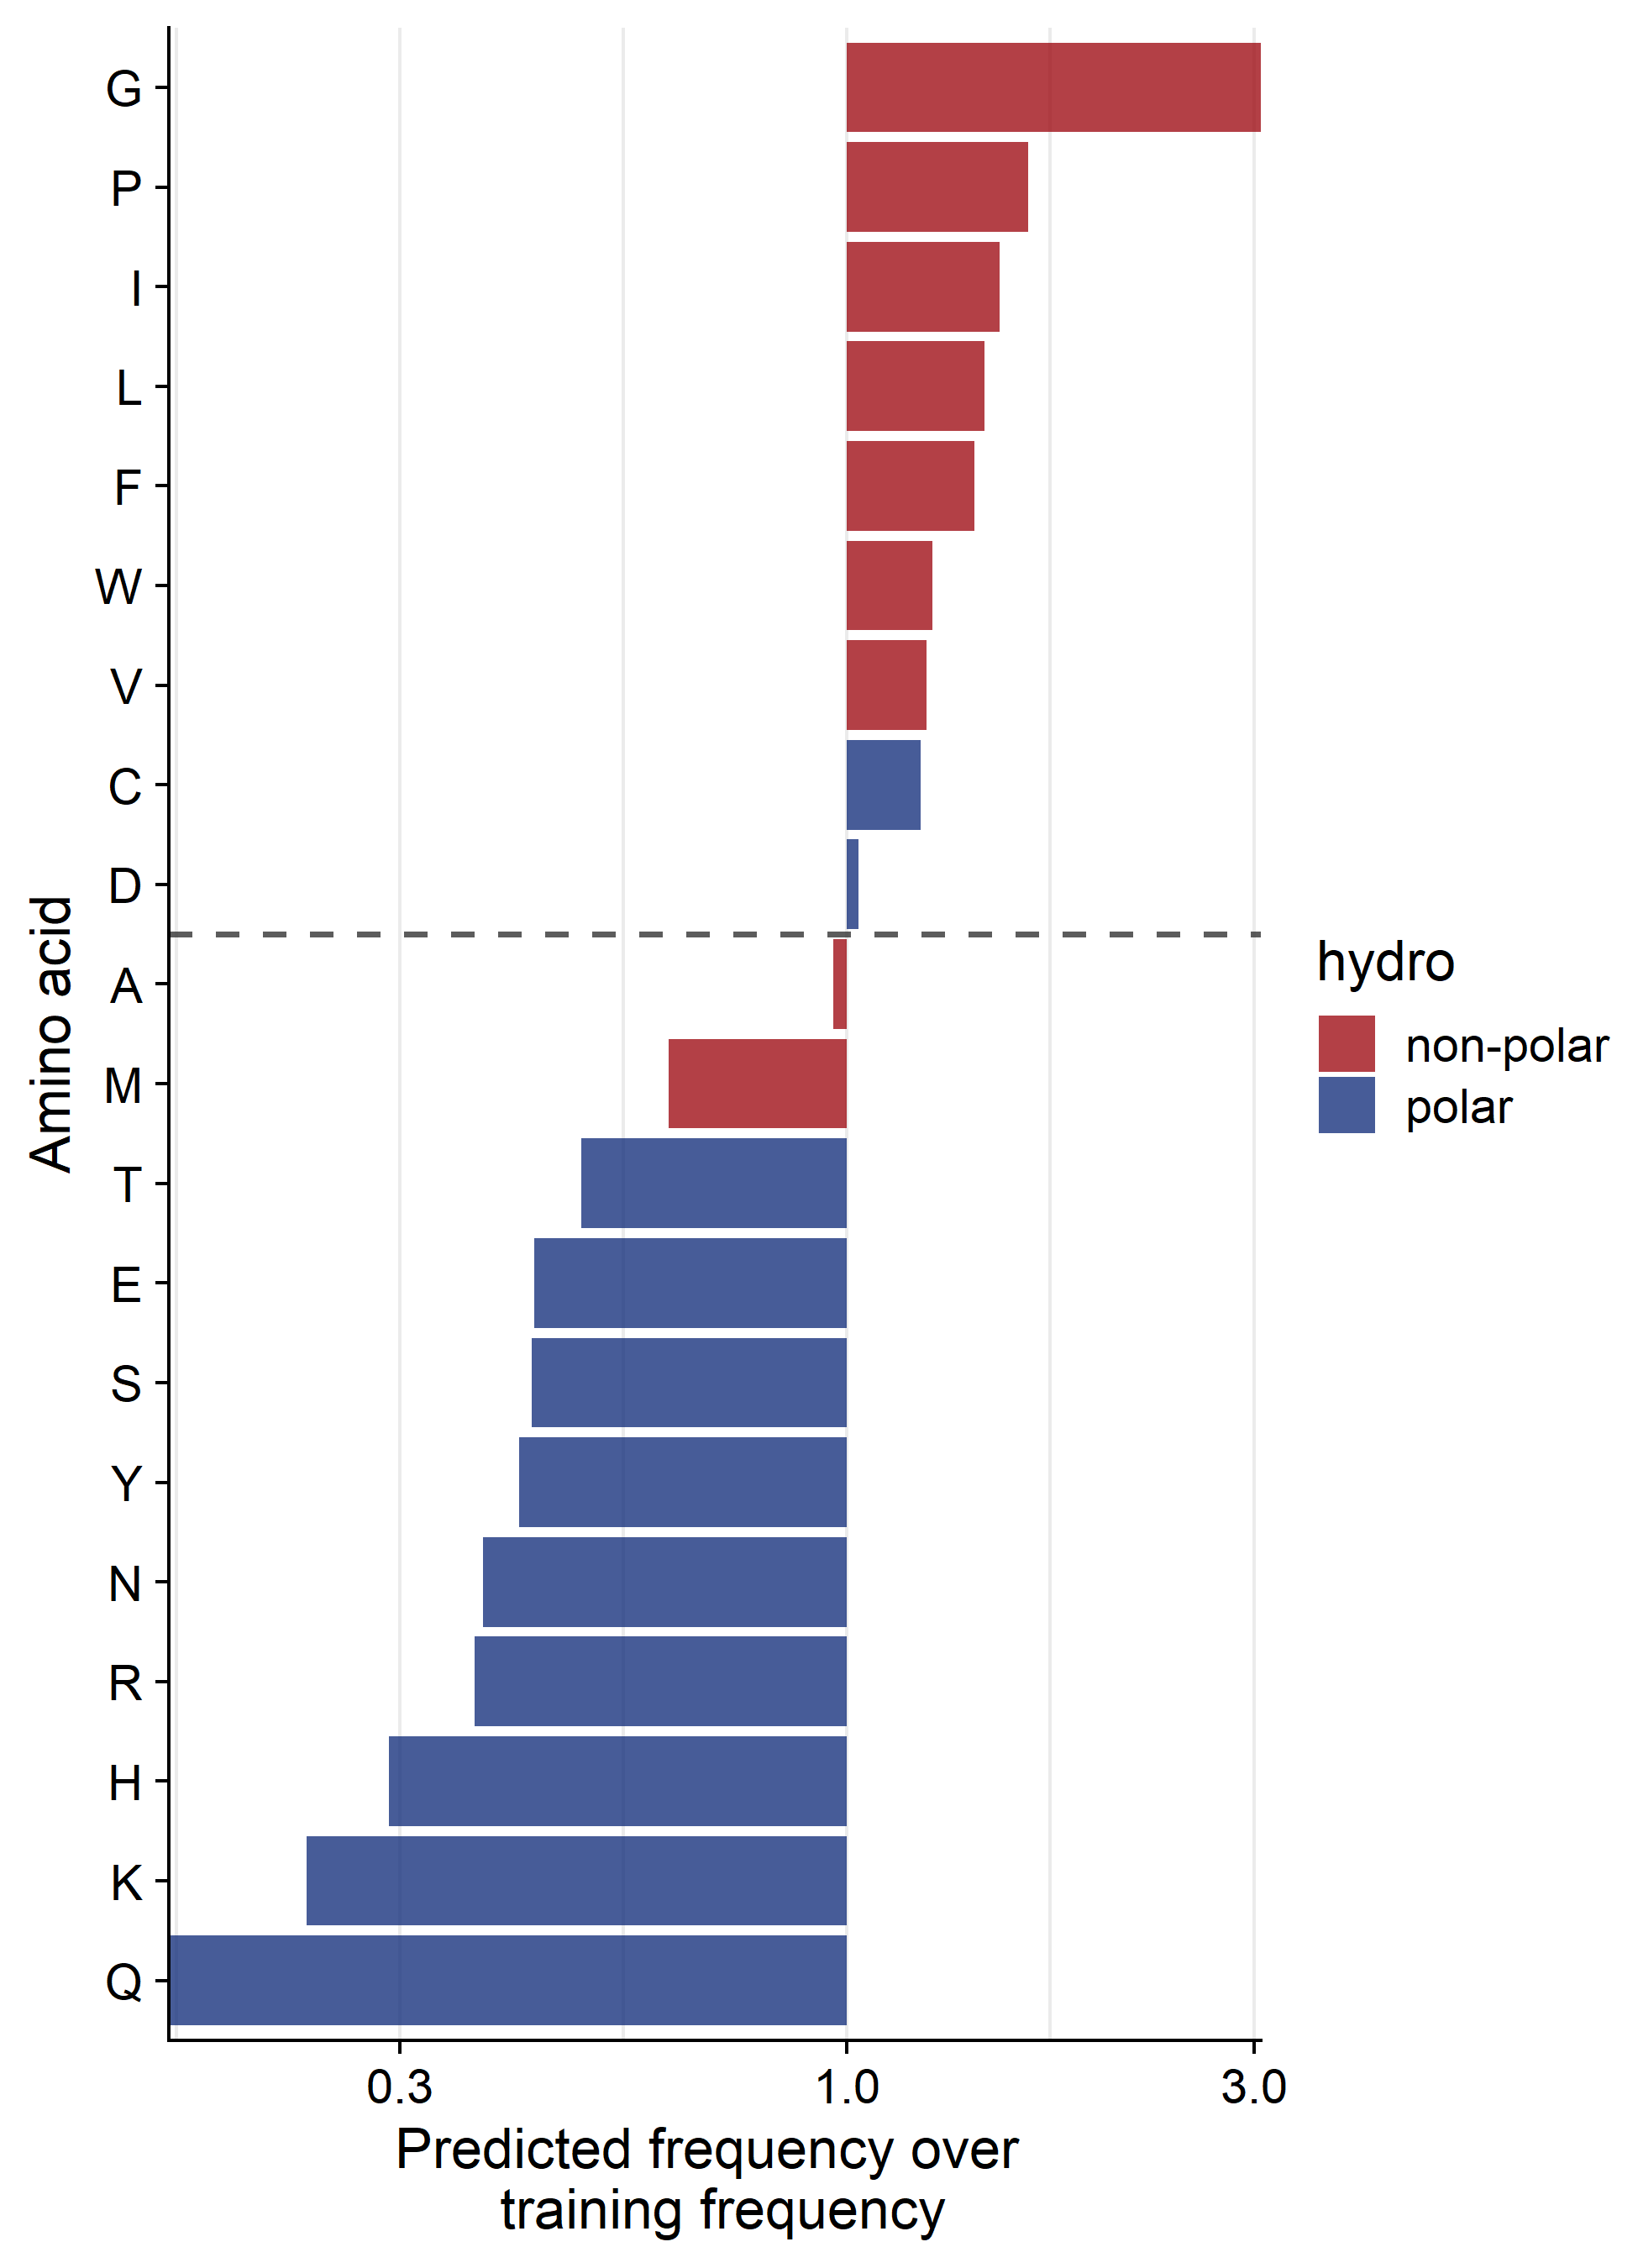 G
P
I
L
F
W
V
C
D
A
M
T
E
S
Y
N
R
H
K
Q
Amino acid
0.3 1.0 3.0
Predicted frequency over
training frequency
hydro
non-polar
polar